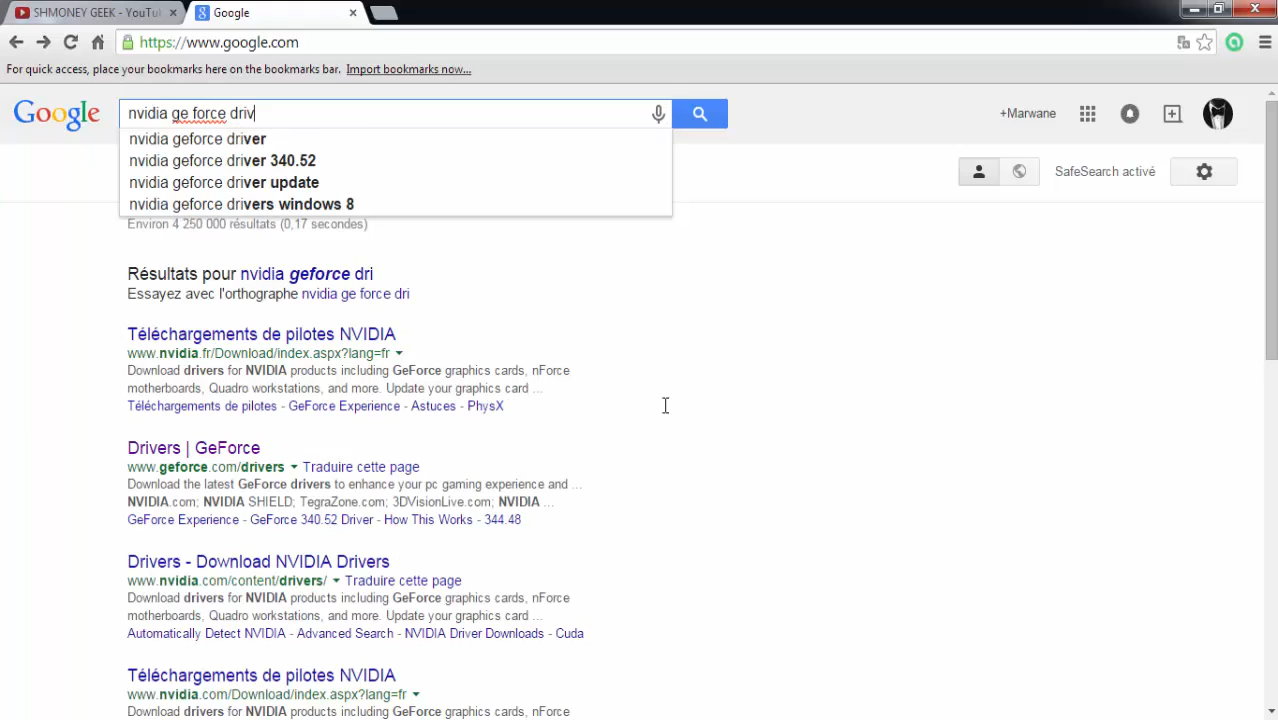 SHMONEY GEEK - YouTu
Google
https://www.google.com
For quick access, place your bookmarks here on the bookmarks bar. Import bookmarks now...
Google
nvidia ge force driv
+Marwane
nvidia geforce driver
nvidia geforce driver 340.52
nvidia geforce driver update
nvidia geforce drivers windows 8
SafeSearch activé
Environ 4 250 000 résultats (0,17 secondes)
Résultats pour nvidia geforce dri
Essayez avec l'orthographe nvidia ge force dri
Téléchargements de pilotes NVIDIA
www.nvidia.fr/Download/index.aspx?lang=fr
Download drivers for NVIDIA products including GeForce graphics cards, nForce
motherboards, Quadro workstations, and more. Update your graphics card ...
Téléchargements de pilotes - GeForce Experience - Astuces - PhysX
Drivers | GeForce
www.geforce.com/drivers Traduire cette page
Download the latest GeForce drivers to enhance your pc gaming experience and ...
NVIDIA.com; NVIDIA SHIELD; TegraZone.com; 3DVisionLive.com; NVIDIA ...
GeForce Experience - GeForce 340.52 Driver - How This Works - 344.48
Drivers - Download NVIDIA Drivers
www.nvidia.com/content/drivers/ Traduire cette page
Download drivers for NVIDIA products including GeForce graphics cards, nForce
motherboards, Quadro workstations, and more. Update your graphics card ...
Automatically Detect NVIDIA - Advanced Search - NVIDIA Driver Downloads - Cuda
Téléchargements de pilotes NVIDIA
www.nvidia.com/Download/index.aspx?lang=fr
Download drivers for NVIDIA products including GeForce graphics cards, nForce